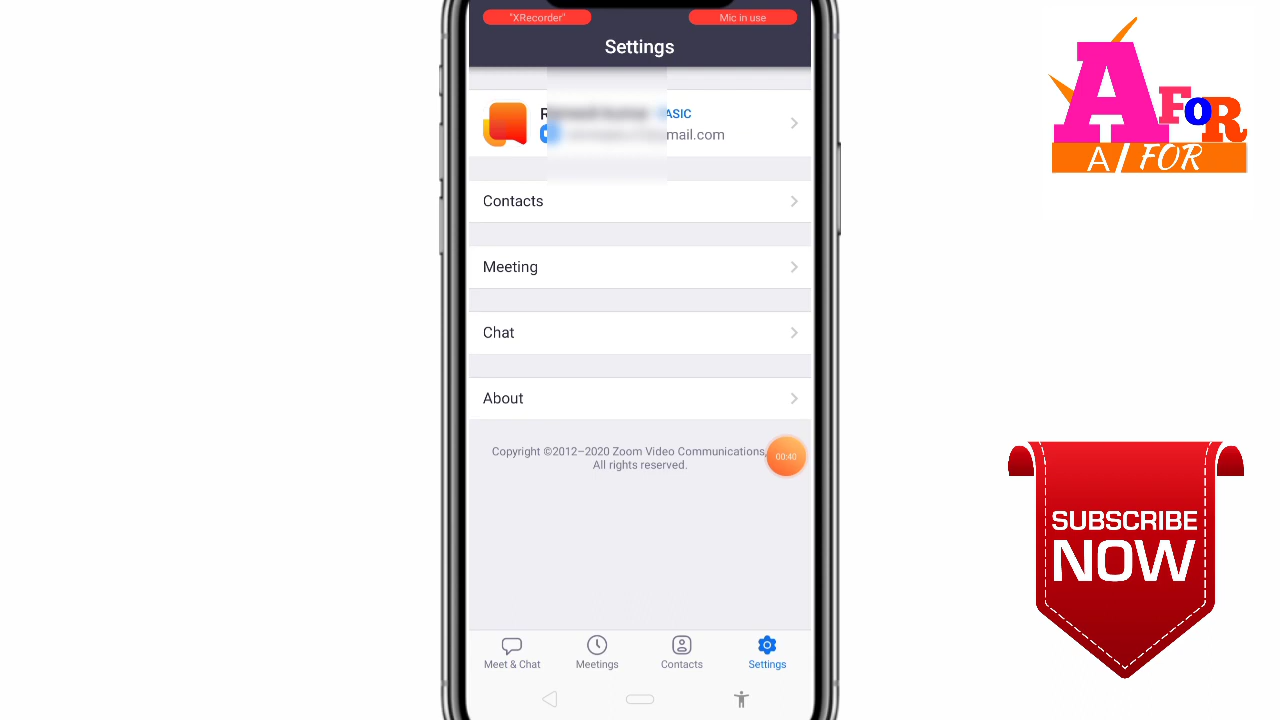 "XRecorder"
Mic in use
Settings
mail.com
Contacts
Meeting
Chat
About
Copyright ©2012–2020 Zoom Video Communications,
All rights reserved.
00:40
Meet & Chat
Meetings
Contacts
Settings
A FOR
A/ FOR
SUBSCRIBE
NOW